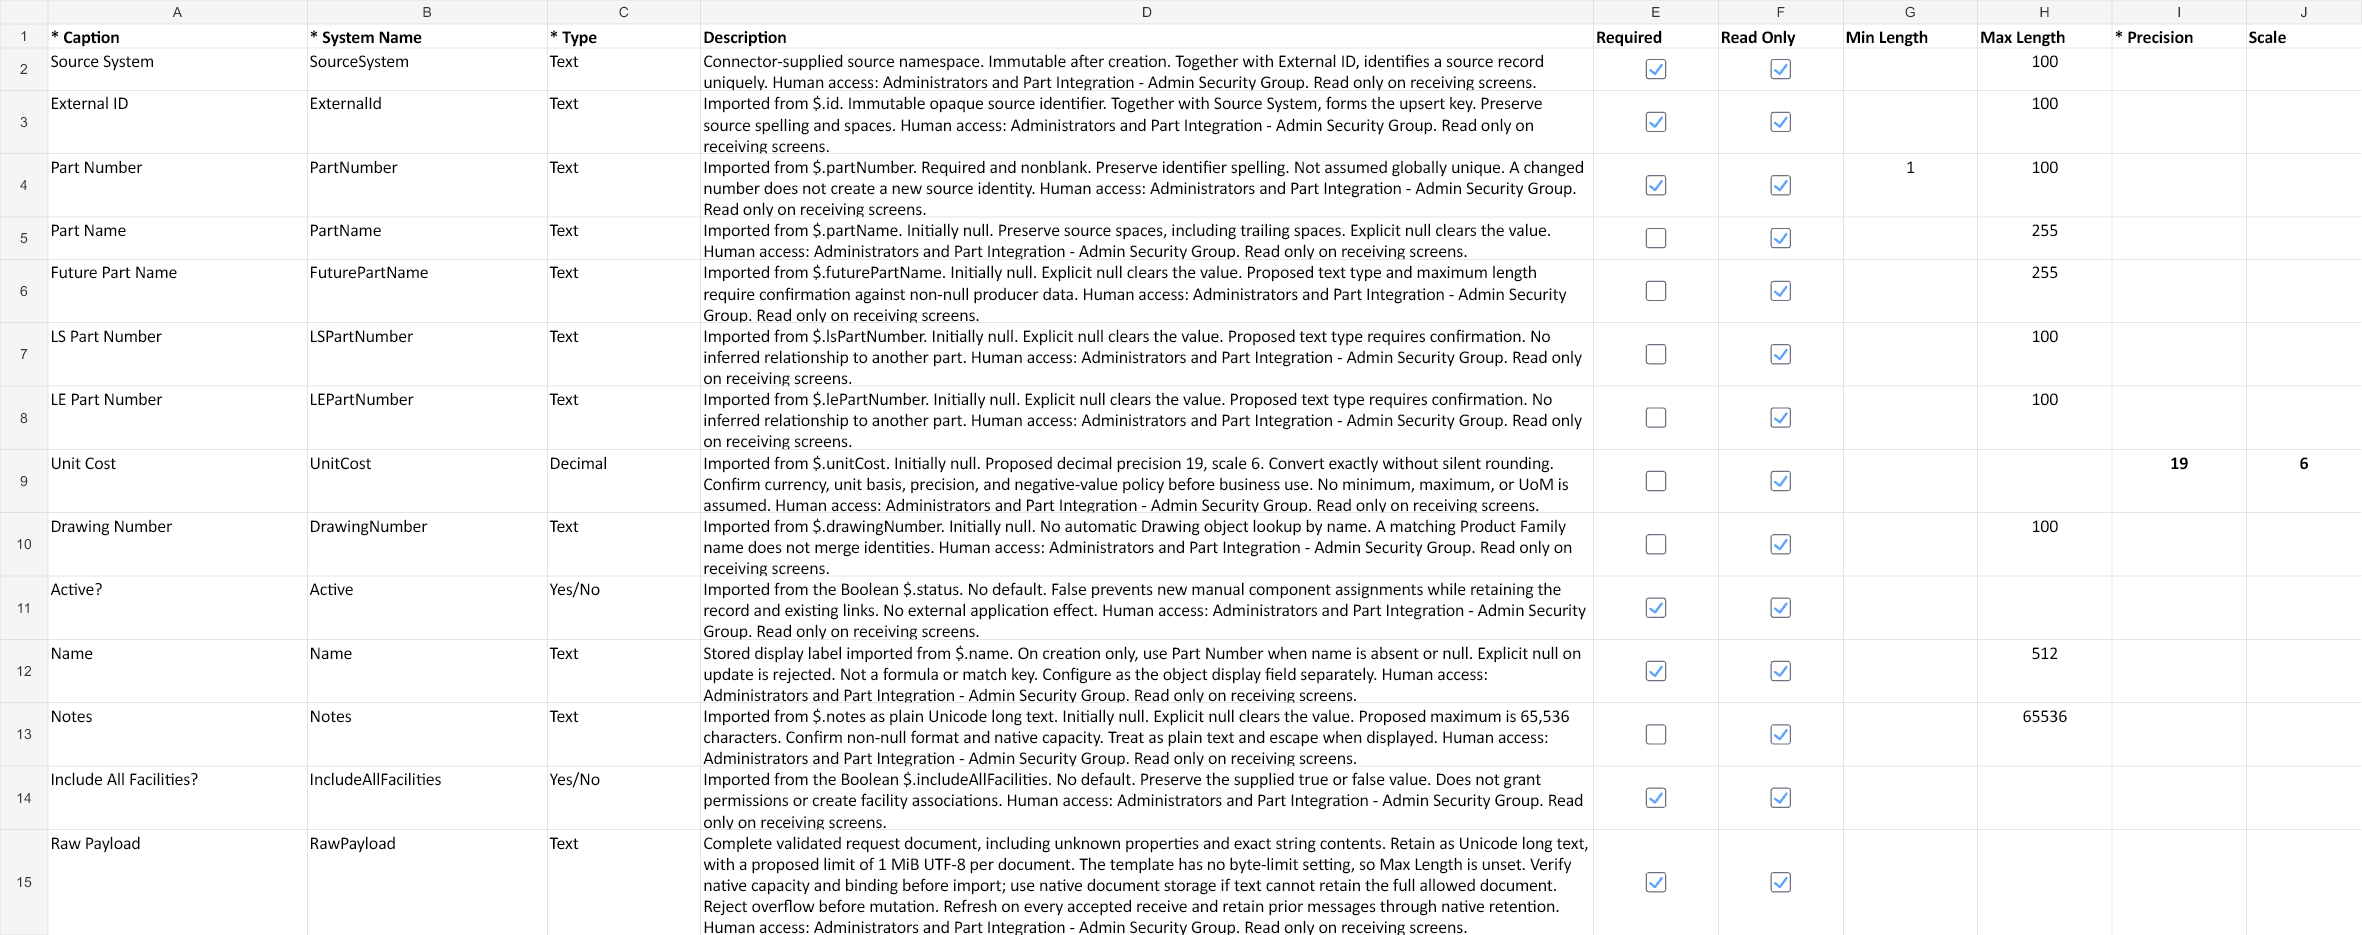 A B C D E F G H I J
1 * Caption * System Name * Type Description Required Read Only Min Length Max Length * Precision Scale
2 Source System SourceSystem Text Connector-supplied source namespace. Immutable after creation. Together with External ID, identifies a source record 100
uniquely. Human access: Administrators and Part Integration - Admin Security Group. Read only on receiving screens.
3 External ID ExternalId Text Imported from $.id. Immutable opaque source identifier. Together with Source System, forms the upsert key. Preserve 100
source spelling and spaces. Human access: Administrators and Part Integration - Admin Security Group. Read only on
receiving screens.
4 Part Number PartNumber Text Imported from $.partNumber. Required and nonblank. Preserve identifier spelling. Not assumed globally unique. A changed 1 100
number does not create a new source identity. Human access: Administrators and Part Integration - Admin Security Group.
Read only on receiving screens.
5 Part Name PartName Text Imported from $.partName. Initially null. Preserve source spaces, including trailing spaces. Explicit null clears the value. 255
Human access: Administrators and Part Integration - Admin Security Group. Read only on receiving screens.
6 Future Part Name FuturePartName Text Imported from $.futurePartName. Initially null. Explicit null clears the value. Proposed text type and maximum length 255
require confirmation against non-null producer data. Human access: Administrators and Part Integration - Admin Security
Group. Read only on receiving screens.
7 LS Part Number LSPartNumber Text Imported from $.lsPartNumber. Initially null. Explicit null clears the value. Proposed text type requires confirmation. No 100
inferred relationship to another part. Human access: Administrators and Part Integration - Admin Security Group. Read only
on receiving screens.
8 LE Part Number LEPartNumber Text Imported from $.lePartNumber. Initially null. Explicit null clears the value. Proposed text type requires confirmation. No 100
inferred relationship to another part. Human access: Administrators and Part Integration - Admin Security Group. Read only
on receiving screens.
9 Unit Cost UnitCost Decimal Imported from $.unitCost. Initially null. Proposed decimal precision 19, scale 6. Convert exactly without silent rounding. 19 6
Confirm currency, unit basis, precision, and negative-value policy before business use. No minimum, maximum, or UoM is
assumed. Human access: Administrators and Part Integration - Admin Security Group. Read only on receiving screens.
10 Drawing Number DrawingNumber Text Imported from $.drawingNumber. Initially null. No automatic Drawing object lookup by name. A matching Product Family 100
name does not merge identities. Human access: Administrators and Part Integration - Admin Security Group. Read only on
receiving screens.
11 Active? Active Yes/No Imported from the Boolean $.status. No default. False prevents new manual component assignments while retaining the
record and existing links. No external application effect. Human access: Administrators and Part Integration - Admin Security
Group. Read only on receiving screens.
12 Name Name Text Stored display label imported from $.name. On creation only, use Part Number when name is absent or null. Explicit null on 512
update is rejected. Not a formula or match key. Configure as the object display field separately. Human access:
Administrators and Part Integration - Admin Security Group. Read only on receiving screens.
13 Notes Notes Text Imported from $.notes as plain Unicode long text. Initially null. Explicit null clears the value. Proposed maximum is 65,536 65536
characters. Confirm non-null format and native capacity. Treat as plain text and escape when displayed. Human access:
Administrators and Part Integration - Admin Security Group. Read only on receiving screens.
14 Include All Facilities? IncludeAllFacilities Yes/No Imported from the Boolean $.includeAllFacilities. No default. Preserve the supplied true or false value. Does not grant
permissions or create facility associations. Human access: Administrators and Part Integration - Admin Security Group. Read
only on receiving screens.
15 Raw Payload RawPayload Text Complete validated request document, including unknown properties and exact string contents. Retain as Unicode long text,
with a proposed limit of 1 MiB UTF-8 per document. The template has no byte-limit setting, so Max Length is unset. Verify
native capacity and binding before import; use native document storage if text cannot retain the full allowed document.
Reject overflow before mutation. Refresh on every accepted receive and retain prior messages through native retention.
Human access: Administrators and Part Integration - Admin Security Group. Read only on receiving screens.